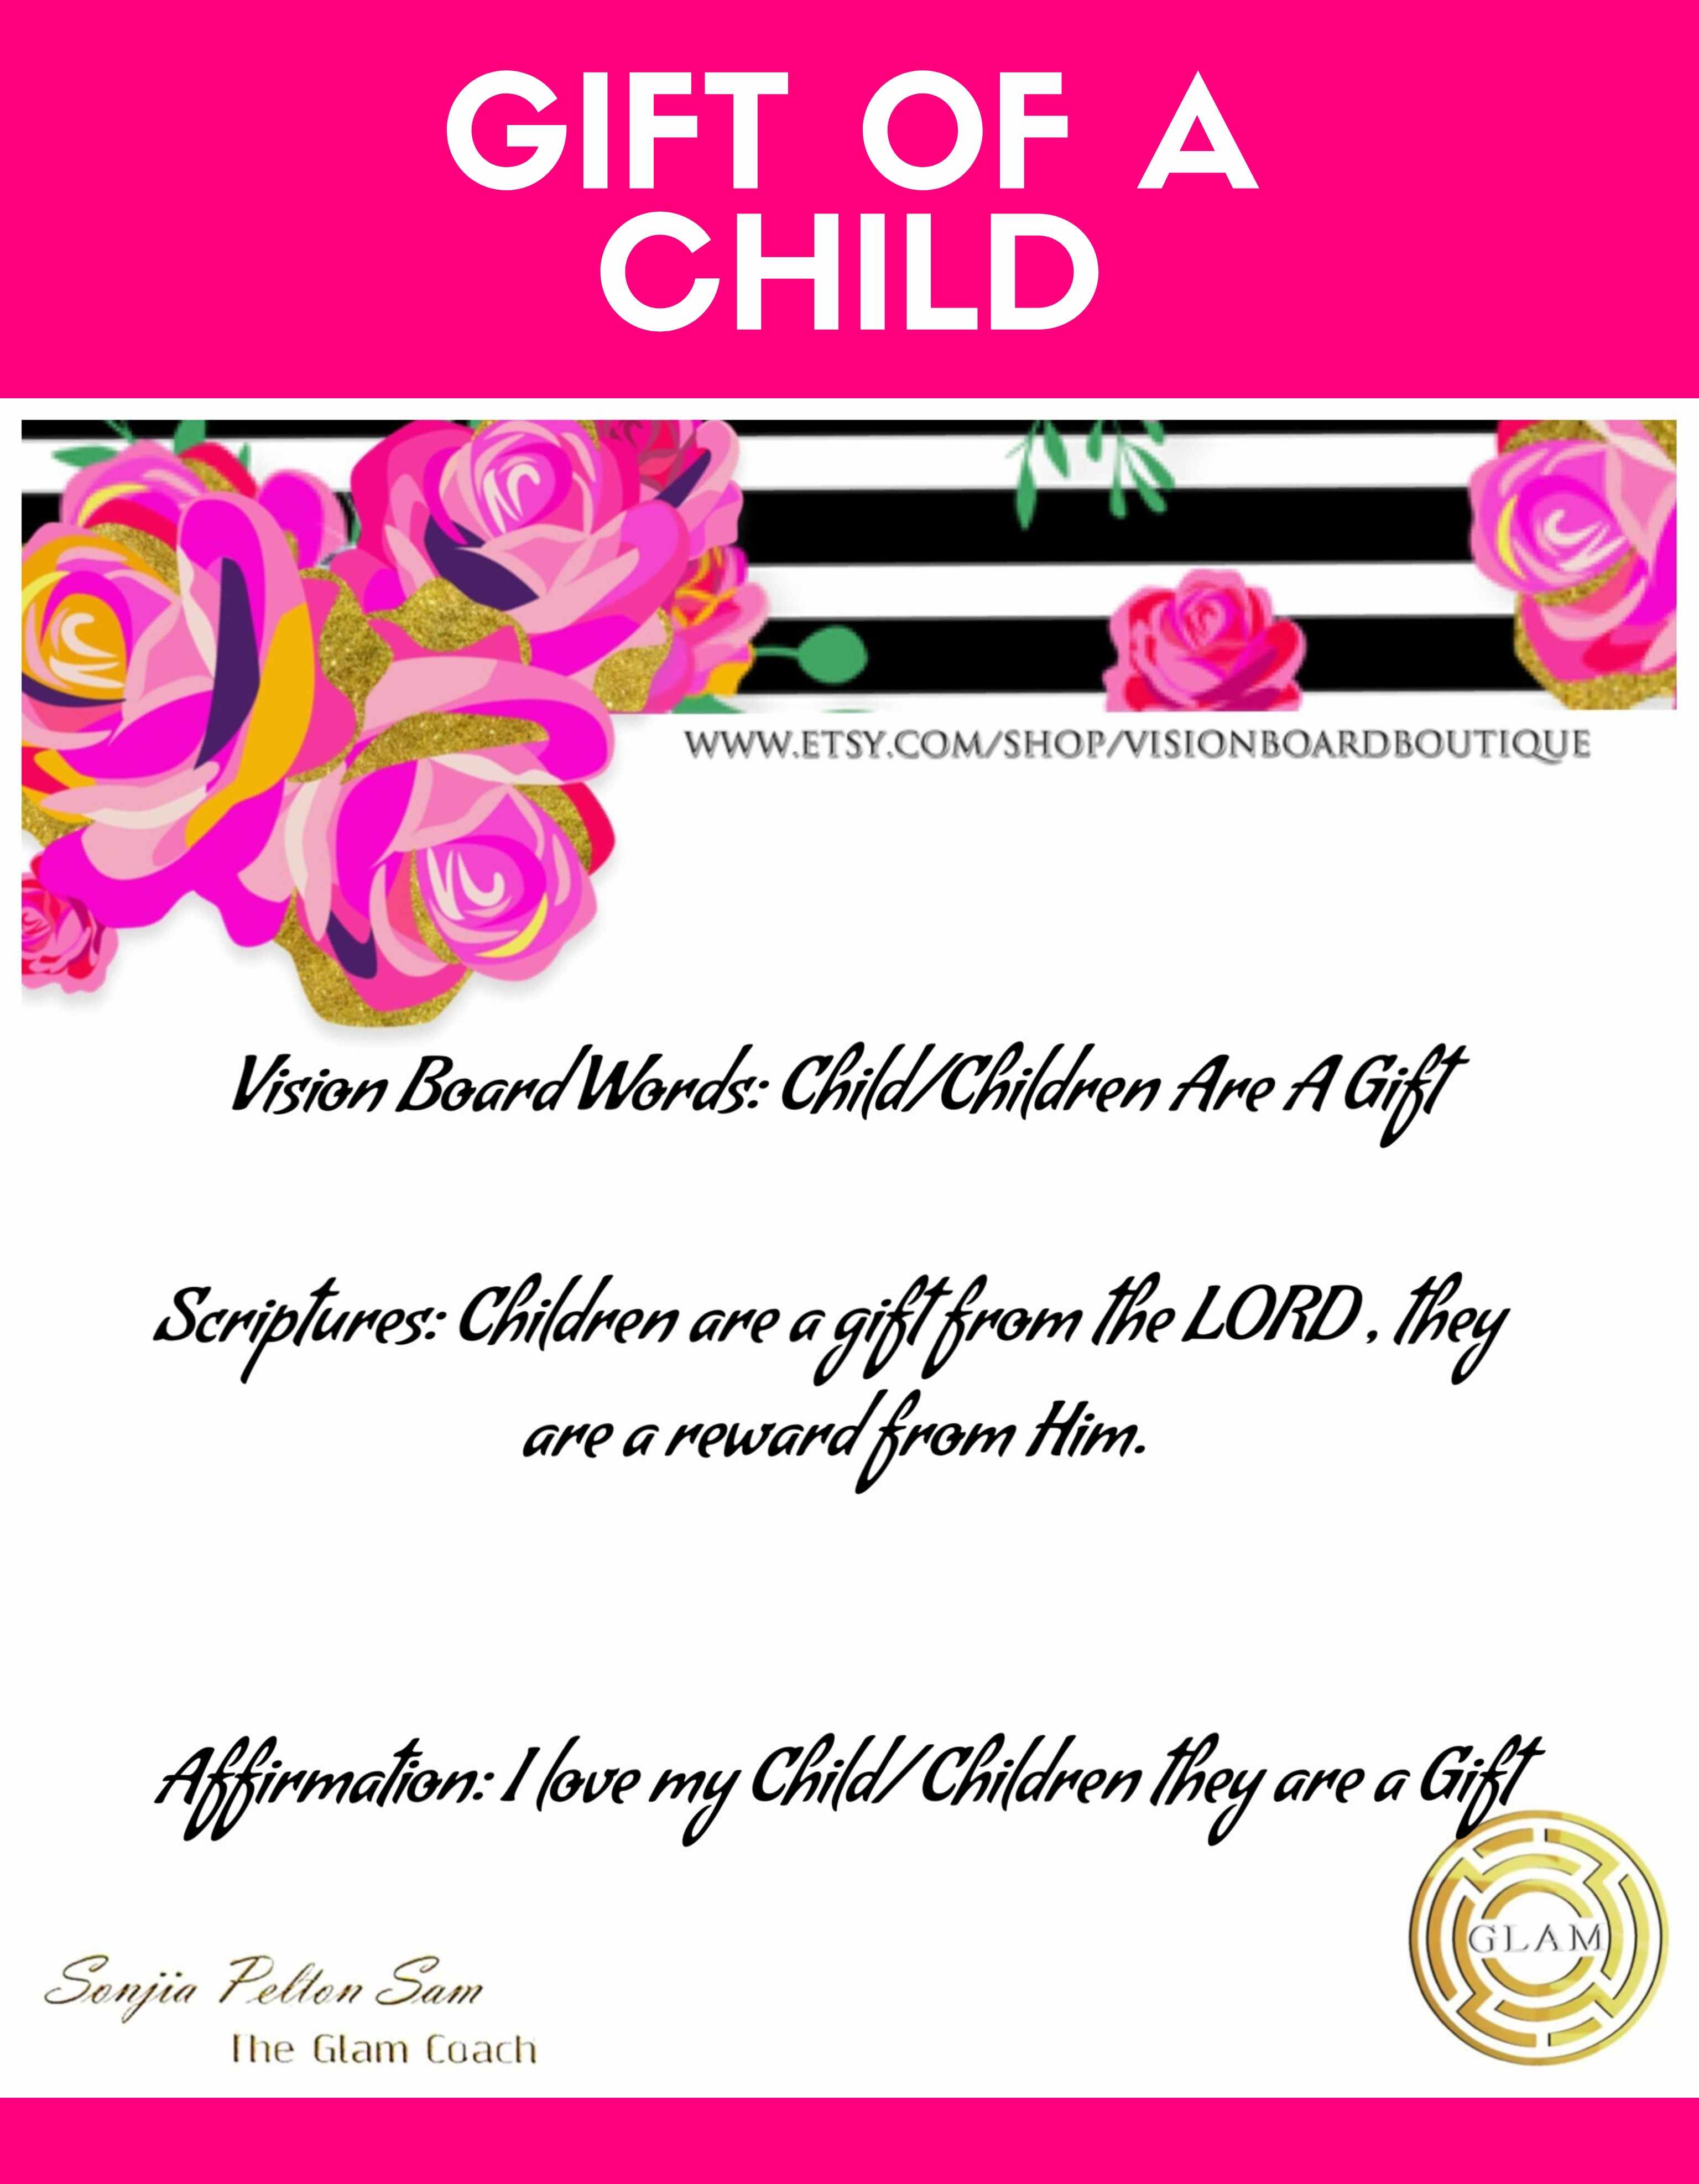 GIFT OF A
CHILD
WWW.ETSY.COM/SHOP/VISIONBOARDBOUTIQUE
Vision Board Words: Child/Children Are A Gift
Scriptures: Children are a gift from the LORD , they
are a reward from Him.
Affirmation: I love my Child/ Children they are a Gift
GLAM
Sonjia Pelton Sam
The Glam Coach